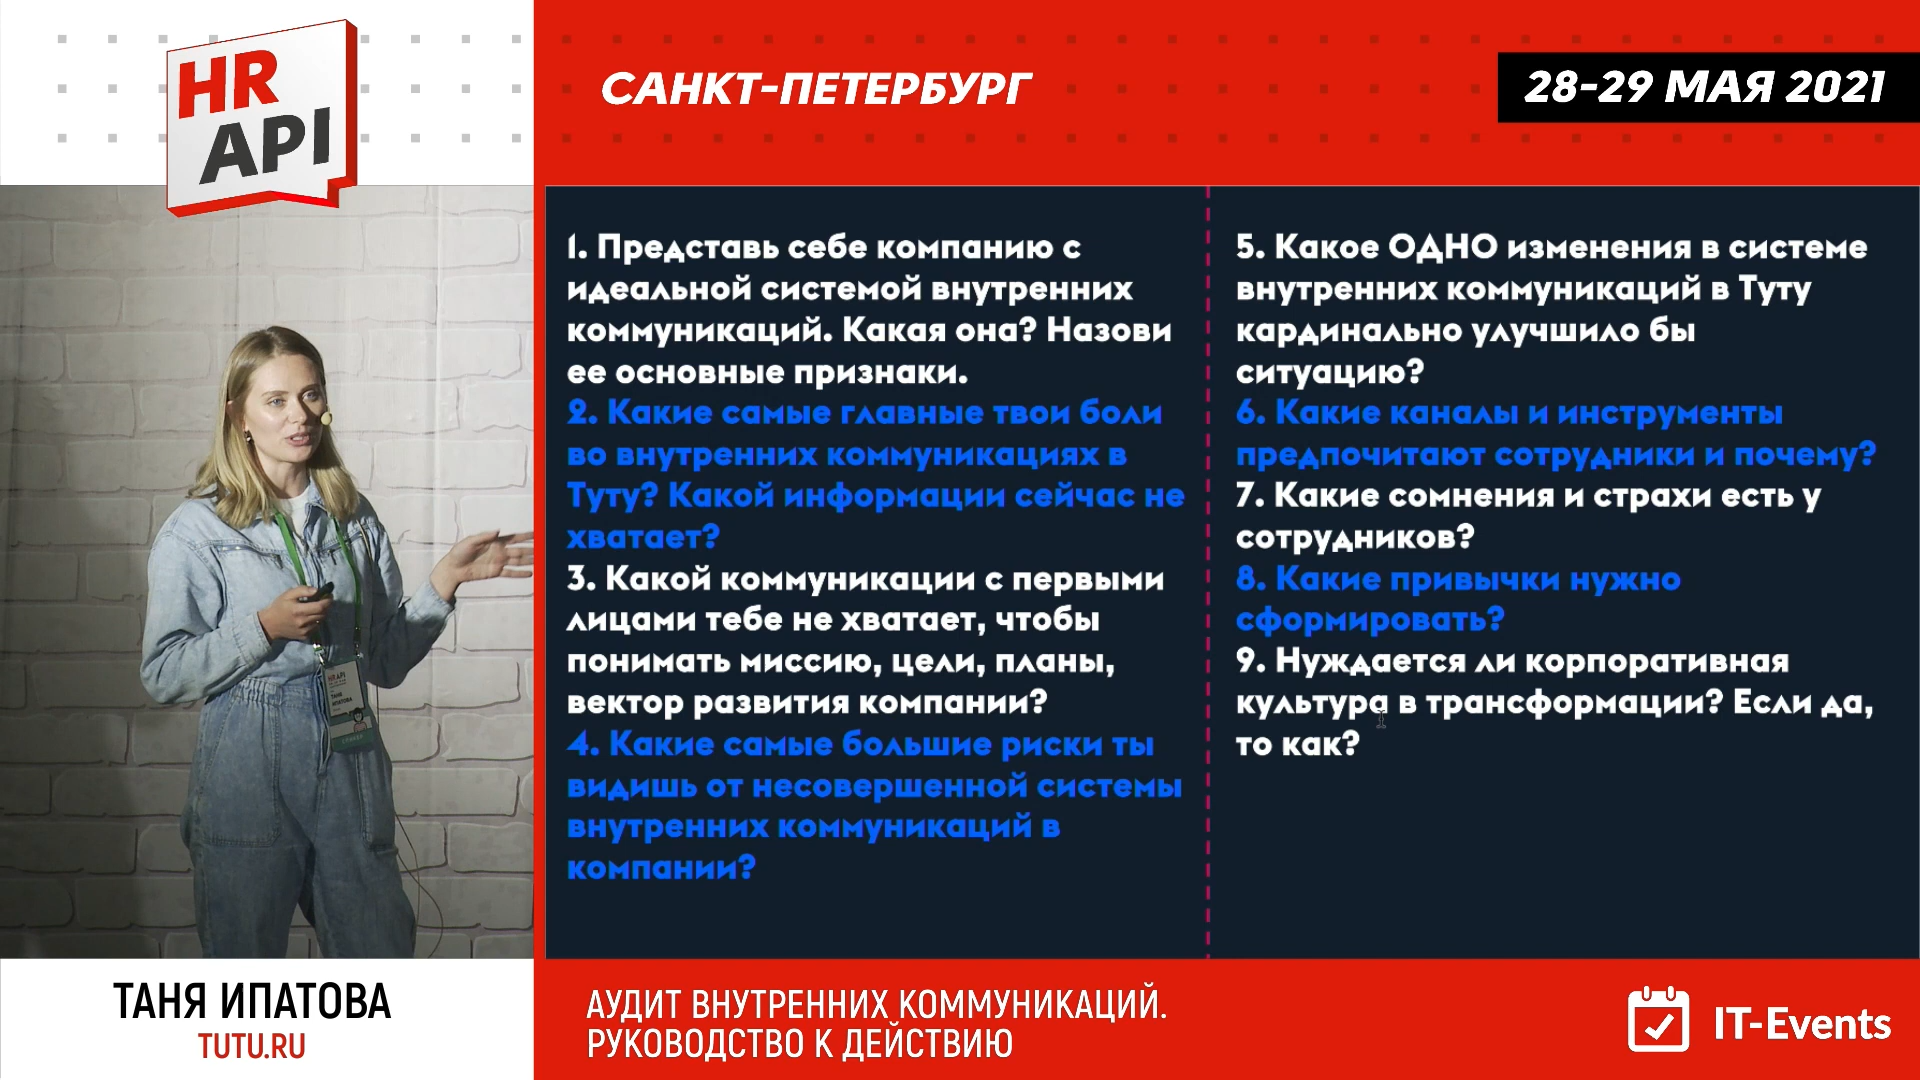 HR
API
САНКТ-ПЕТЕРБУРГ
28-29 МАЯ 2021
1. Представь себе компанию с
идеальной системой внутренних
коммуникаций. Какая она? Назови
ее основные признаки.
2. Какие самые главные твои боли
во внутренних коммуникациях в
Туту? Какой информации сейчас не
хватает?
3. Какой коммуникации с первыми
лицами тебе не хватает, чтобы
понимать миссию, цели, планы,
вектор развития компании?
4. Какие самые большие риски ты
видишь от несовершенной системы
внутренних коммуникаций в
компании?
5. Какое ОДНО изменения в системе
внутренних коммуникаций в Туту
кардинально улучшило бы
ситуацию?
6. Какие каналы и инструменты
предпочитают сотрудники и почему?
7. Какие сомнения и страхи есть у
сотрудников?
8. Какие привычки нужно
сформировать?
9. Нуждается ли корпоративная
культура в трансформации? Если да,
то как?
HR API
ТАНЯ
ИПАТОВА
ТАНЯ ИПАТОВА
TUTU.RU
АУДИТ ВНУТРЕННИХ КОММУНИКАЦИЙ.
РУКОВОДСТВО К ДЕЙСТВИЮ
IT-Events